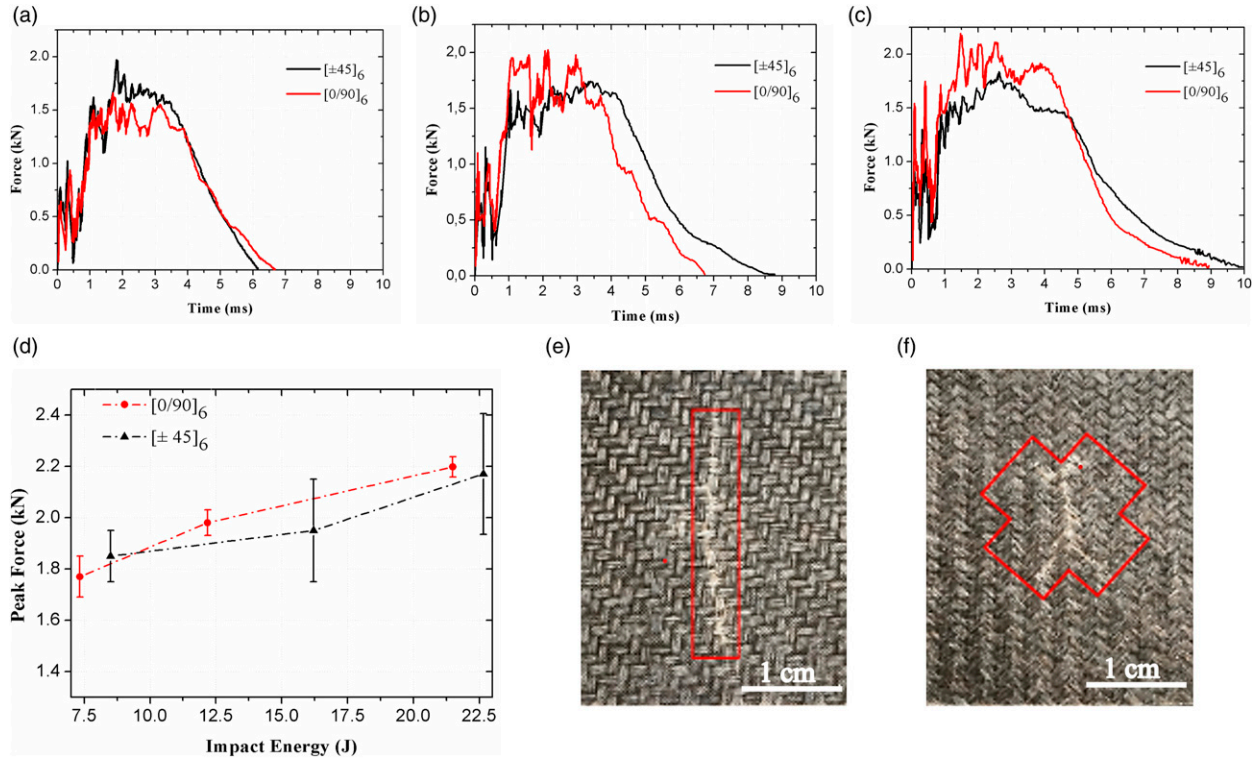 (a)
2.0
1.5
1.0
0.5
0.0
Force (kN)
[±45]6
[0/90]6
0 1 2 3 4 5 6 7 8 9 10
Time (ms)
(b)
2.0
1.5
1.0
0.5
0.0
Force (kN)
[±45]6
[0/90]6
0 1 2 3 4 5 6 7 8 9 10
Time (ms)
(c)
2.0
1.5
1.0
0.5
0.0
Force (kN)
[±45]6
[0/90]6
0 1 2 3 4 5 6 7 8 9 10
Time (ms)
(d)
2.4
2.2
2.0
1.8
1.6
1.4
Peak Force (kN)
[0/90]6
[± 45]6
7.5 10.0 12.5 15.0 17.5 20.0 22.5
Impact Energy (J)
(e)
1 cm
(f)
1 cm